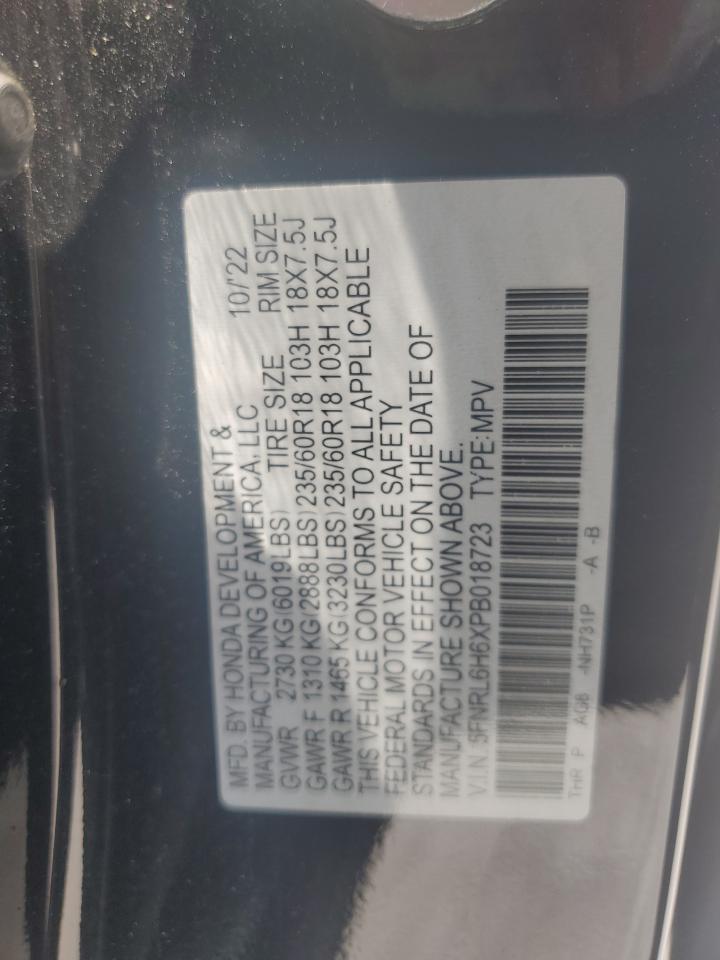 MFD. BY HONDA DEVELOPMENT & 10/'22
MANUFACTURING OF AMERICA, LLC
GVWR 2730 KG(6019LBS) TIRE SIZE RIM SIZE
GAWR F 1310 KG(2888LBS) 235/60R18 103H 18X7.5J
GAWR R 1465 KG(3230LBS) 235/60R18 103H 18X7.5J
THIS VEHICLE CONFORMS TO ALL APPLICABLE
FEDERAL MOTOR VEHICLE SAFETY
STANDARDS IN EFFECT ON THE DATE OF
MANUFACTURE SHOWN ABOVE.
V.I.N. 5FNRL6H6XPB018723 TYPE:MPV
THR P AG8 -NH731P -A -B